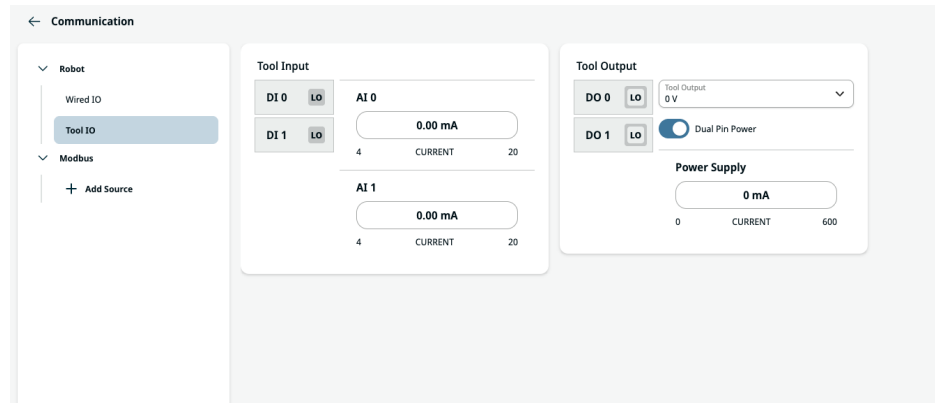 Communication
Robot
Wired IO
Tool IO
Modbus
Add Source
Tool Input
DI 0 LO
DI 1 LO
AI 0
0.00 mA
4 CURRENT 20
AI 1
0.00 mA
4 CURRENT 20
Tool Output
DO 0 LO
DO 1 LO
Tool Output
0 V
Dual Pin Power
Power Supply
0 mA
0 CURRENT 600